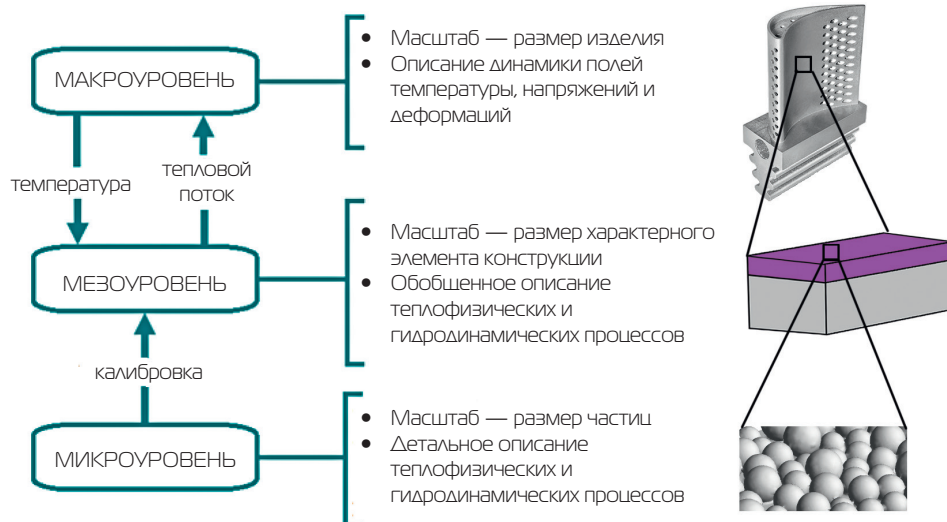 МАКРОУРОВЕНЬ
• Масштаб — размер изделия
• Описание динамики полей
температуры, напряжений и
деформаций
температура
тепловой
поток
МЕЗОУРОВЕНЬ
• Масштаб — размер характерного
элемента конструкции
• Обобщенное описание
теплофизических и
гидродинамических процессов
калибровка
МИКРОУРОВЕНЬ
• Масштаб — размер частиц
• Детальное описание
теплофизических и
гидродинамических процессов